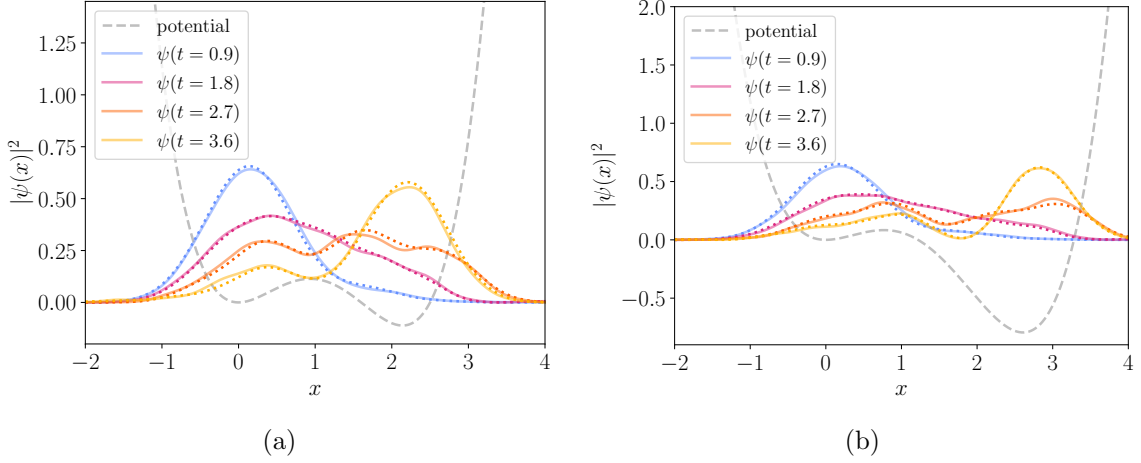 1.25
1.00
0.75
0.50
0.25
0.00
|ψ(x)|²
potential
ψ(t = 0.9)
ψ(t = 1.8)
ψ(t = 2.7)
ψ(t = 3.6)
−2 −1 0 1 2 3 4
x
(a)
2.0
1.5
1.0
0.5
0.0
−0.5
|ψ(x)|²
potential
ψ(t = 0.9)
ψ(t = 1.8)
ψ(t = 2.7)
ψ(t = 3.6)
−2 −1 0 1 2 3 4
x
(b)